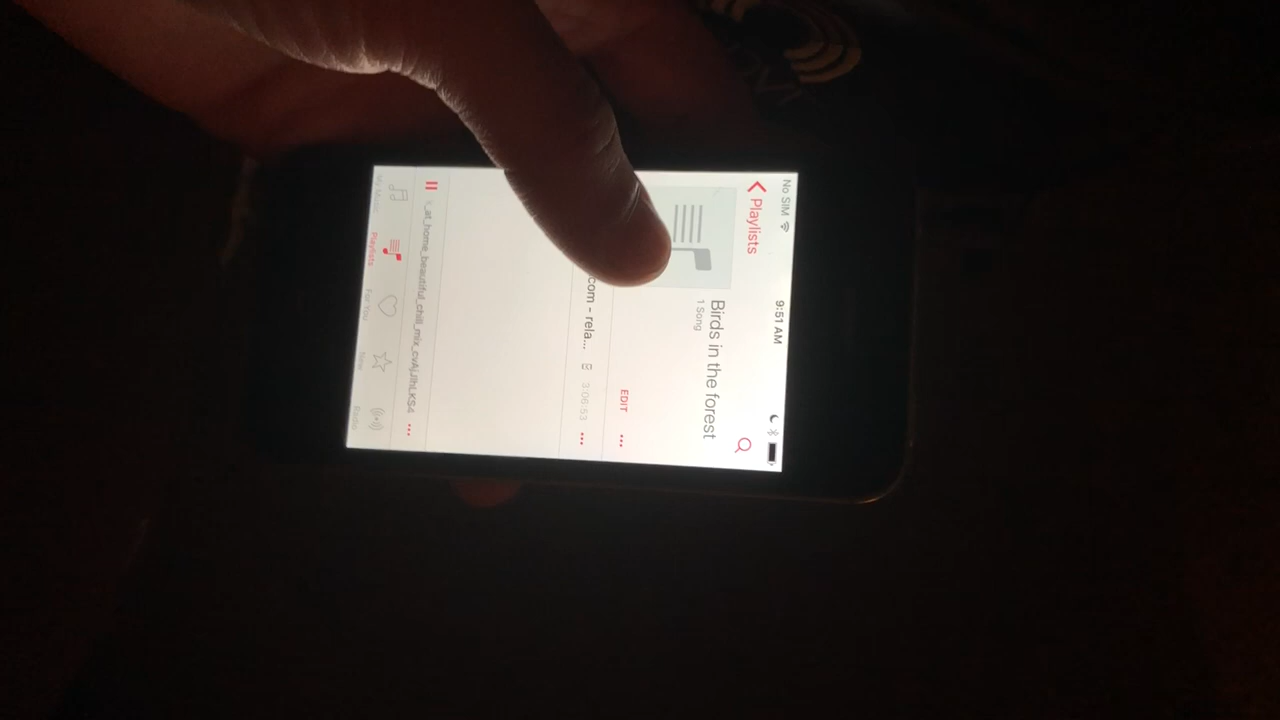 No SIM 9:51 AM
Playlists
Birds in the forest
1 Song
EDIT
com - rela... 3:06:53
_at_home_beautiful_chill_mix_cvAjJIhLKS4
Playlists For You New Radio